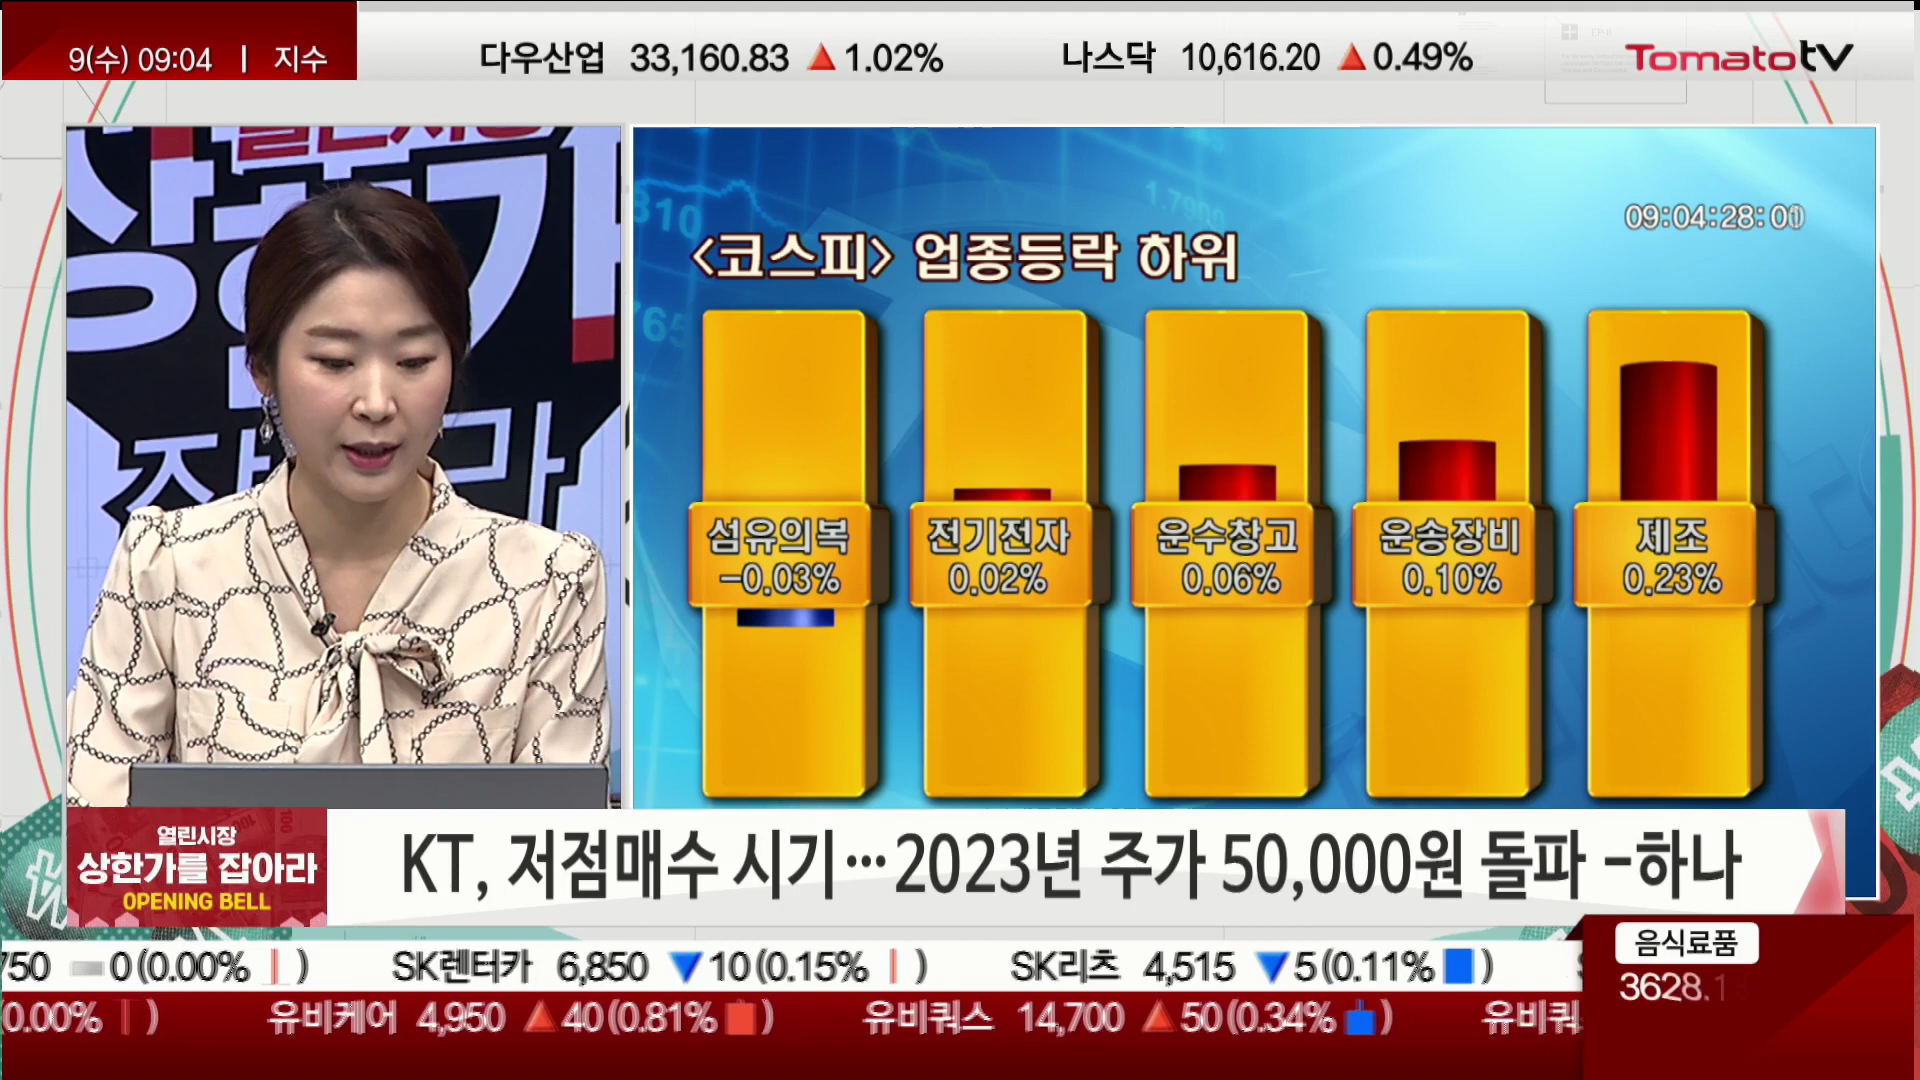 9(수) 09:04 | 지수
다우산업 33,160.83 ▲1.02%
나스닥 10,616.20 ▲0.49%
Tomatotv
09:04:28:00
<코스피> 업종등락 하위
섬유의복
-0.03%
전기전자
0.02%
운수창고
0.06%
운송장비
0.10%
제조
0.23%
열린시장
상한가를 잡아라
OPENING BELL
KT, 저점매수 시기…2023년 주가 50,000원 돌파 -하나
750 0(0.00% )
SK렌터카 6,850 ▼10(0.15% )
SK리츠 4,515 ▼5(0.11% )
음식료품
3628.1
0.00% )
유비케어 4,950 ▲40(0.81% )
유비쿼스 14,700 ▲50(0.34% )
유비쿼